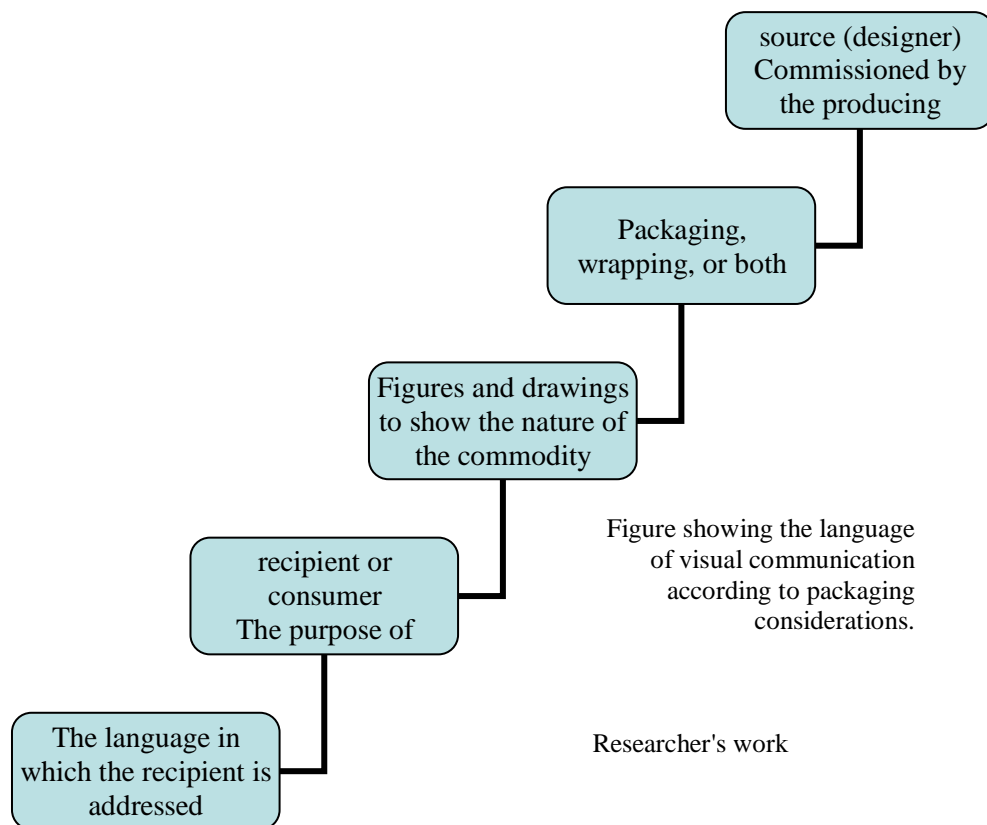 source (designer)
Commissioned by
the producing
Packaging,
wrapping, or both
Figures and drawings
to show the nature of
the commodity
recipient or
consumer
The purpose of
The language in
which the recipient is
addressed
Figure showing the language
of visual communication
according to packaging
considerations.
Researcher's work